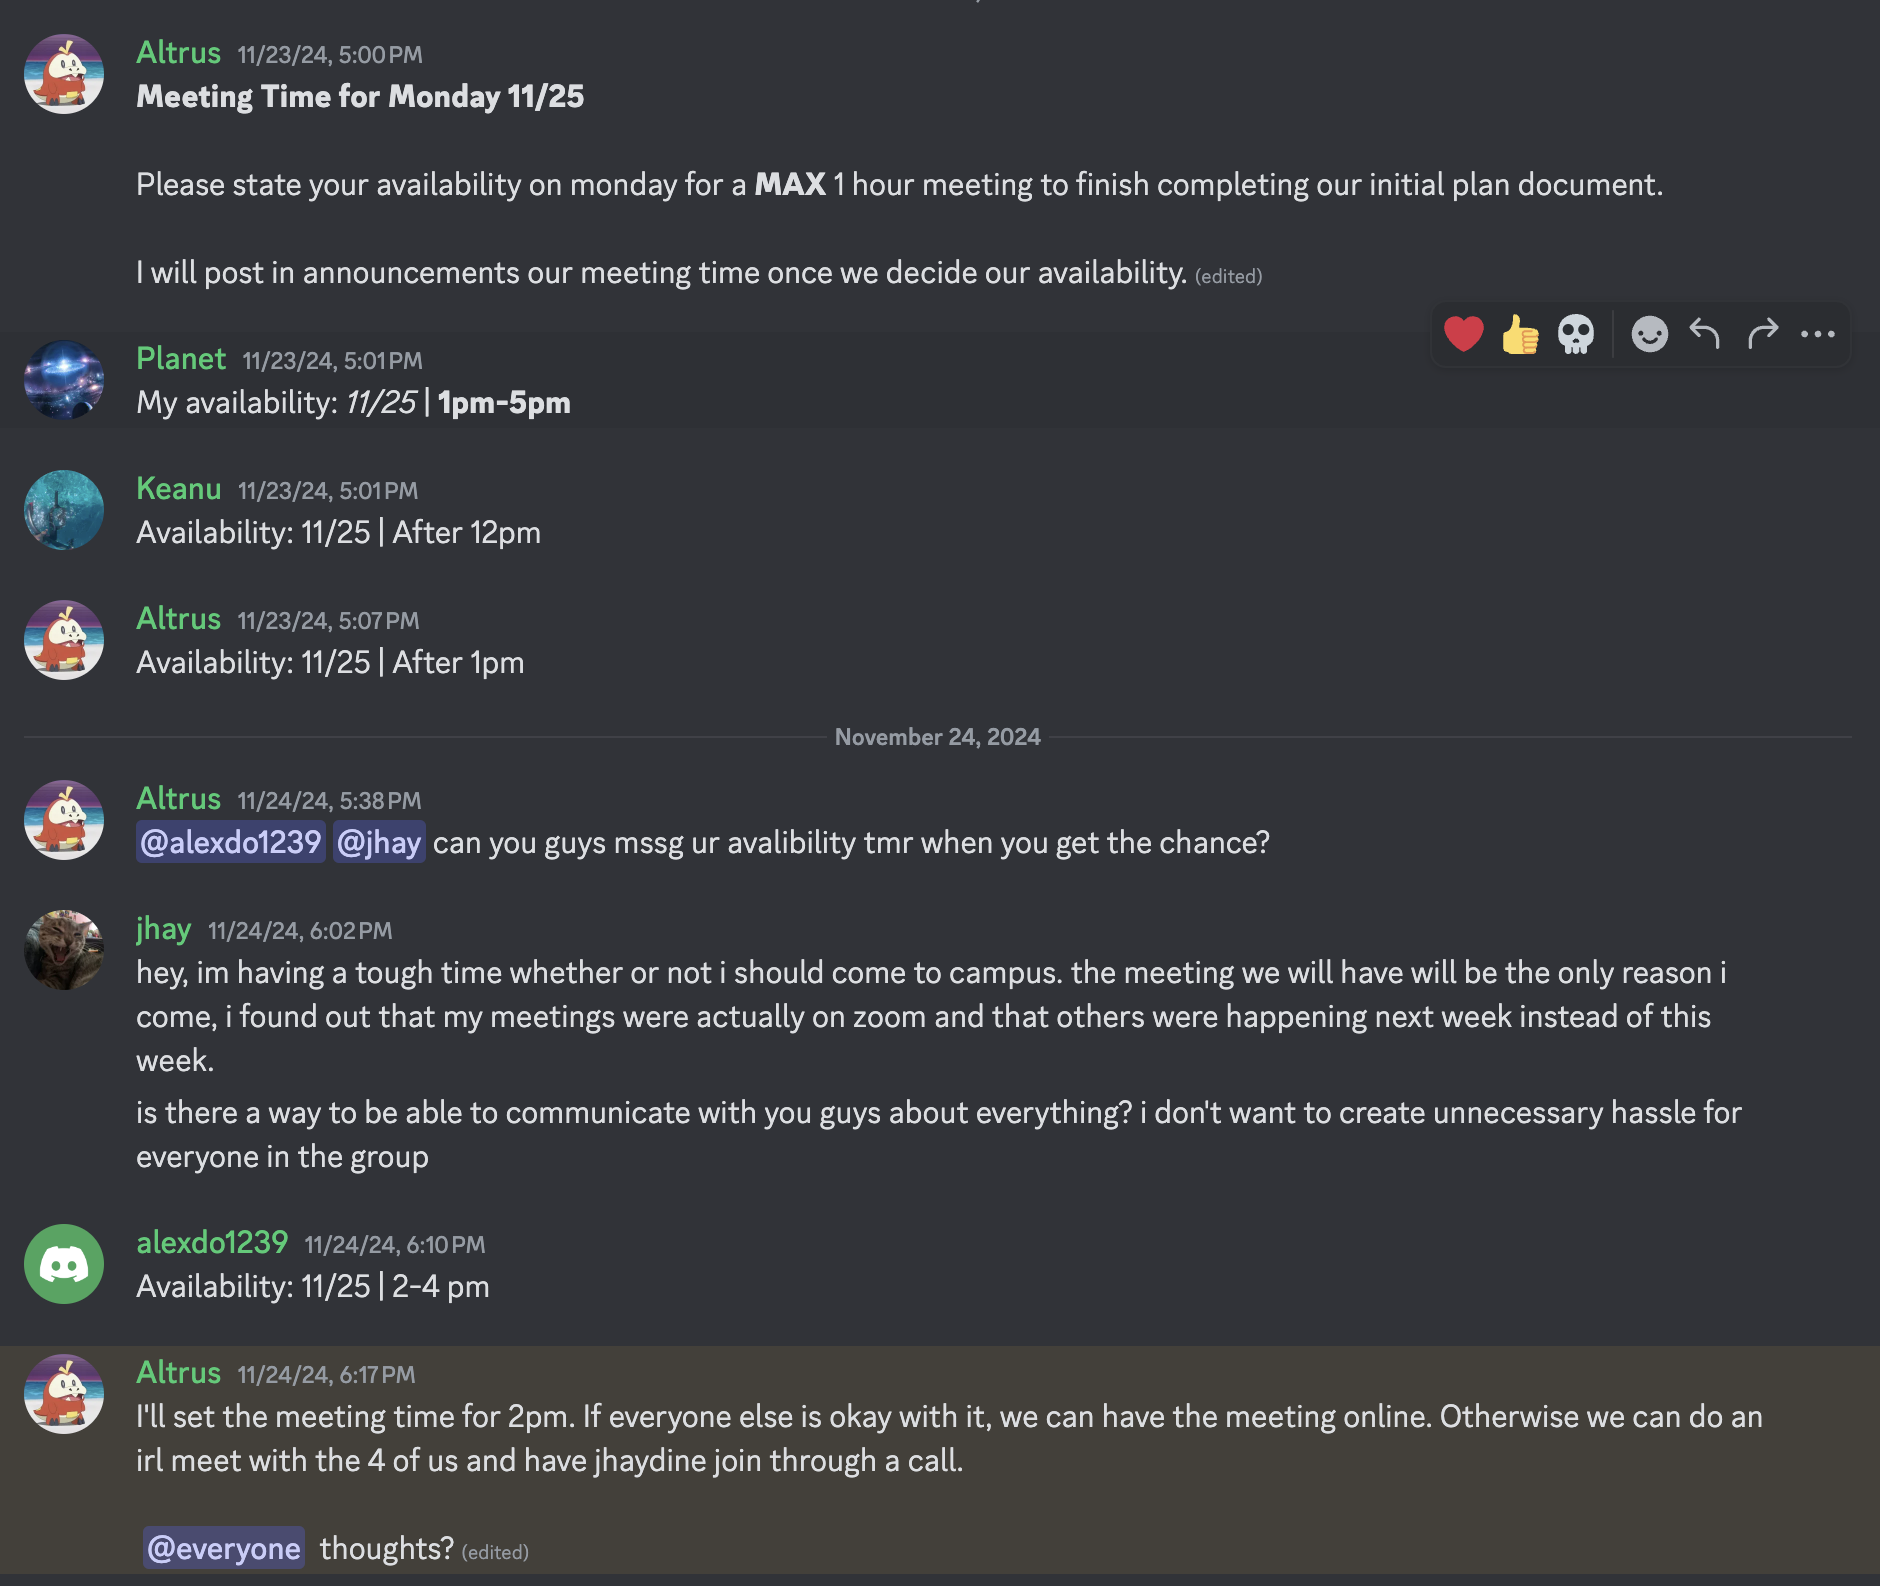 Altrus 11/23/24, 5:00 PM
Meeting Time for Monday 11/25
Please state your availability on monday for a MAX 1 hour meeting to finish completing our initial plan document.
I will post in announcements our meeting time once we decide our availability. (edited)
Planet 11/23/24, 5:01 PM
My availability: 11/25 | 1pm-5pm
Keanu 11/23/24, 5:01 PM
Availability: 11/25 | After 12pm
Altrus 11/23/24, 5:07 PM
Availability: 11/25 | After 1pm
November 24, 2024
Altrus 11/24/24, 5:38 PM
@alexdo1239 @jhay can you guys mssg ur avalibility tmr when you get the chance?
jhay 11/24/24, 6:02 PM
hey, im having a tough time whether or not i should come to campus. the meeting we will have will be the only reason i
come, i found out that my meetings were actually on zoom and that others were happening next week instead of this
week.
is there a way to be able to communicate with you guys about everything? i don't want to create unnecessary hassle for
everyone in the group
alexdo1239 11/24/24, 6:10 PM
Availability: 11/25 | 2-4 pm
Altrus 11/24/24, 6:17 PM
I'll set the meeting time for 2pm. If everyone else is okay with it, we can have the meeting online. Otherwise we can do an
irl meet with the 4 of us and have jhaydine join through a call.
@everyone thoughts? (edited)